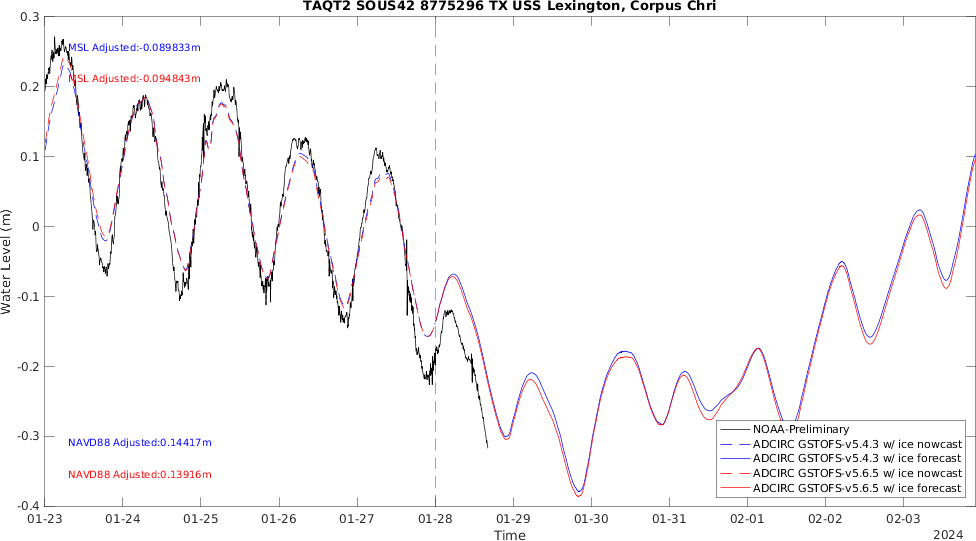 TAQT2 SOUS42 8775296 TX USS Lexington, Corpus Chri
MSL Adjusted:-0.089833m
MSL Adjusted:-0.094843m
Water Level (m)
0.3
0.2
0.1
0
-0.1
-0.2
-0.3
-0.4
NAVD88 Adjusted:0.14417m
NAVD88 Adjusted:0.13916m
NOAA-Preliminary
ADCIRC GSTOFS-v5.4.3 w/ ice nowcast
ADCIRC GSTOFS-v5.4.3 w/ ice forecast
ADCIRC GSTOFS-v5.6.5 w/ ice nowcast
ADCIRC GSTOFS-v5.6.5 w/ ice forecast
01-23 01-24 01-25 01-26 01-27 01-28 01-29 01-30 01-31 02-01 02-02 02-03
Time
2024